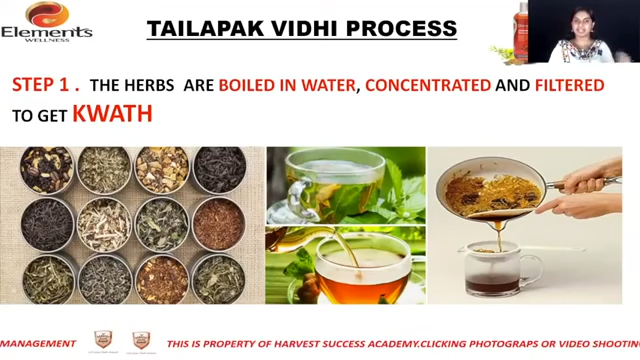 Elements
WELLNESS
TAILAPAK VIDHI PROCESS
STEP 1 . THE HERBS ARE BOILED IN WATER, CONCENTRATED AND FILTERED
TO GET KWATH
MANAGEMENT
THIS IS PROPERTY OF HARVEST SUCCESS ACADEMY.CLICKING PHOTOGRAPS OR VIDEO SHOOTING